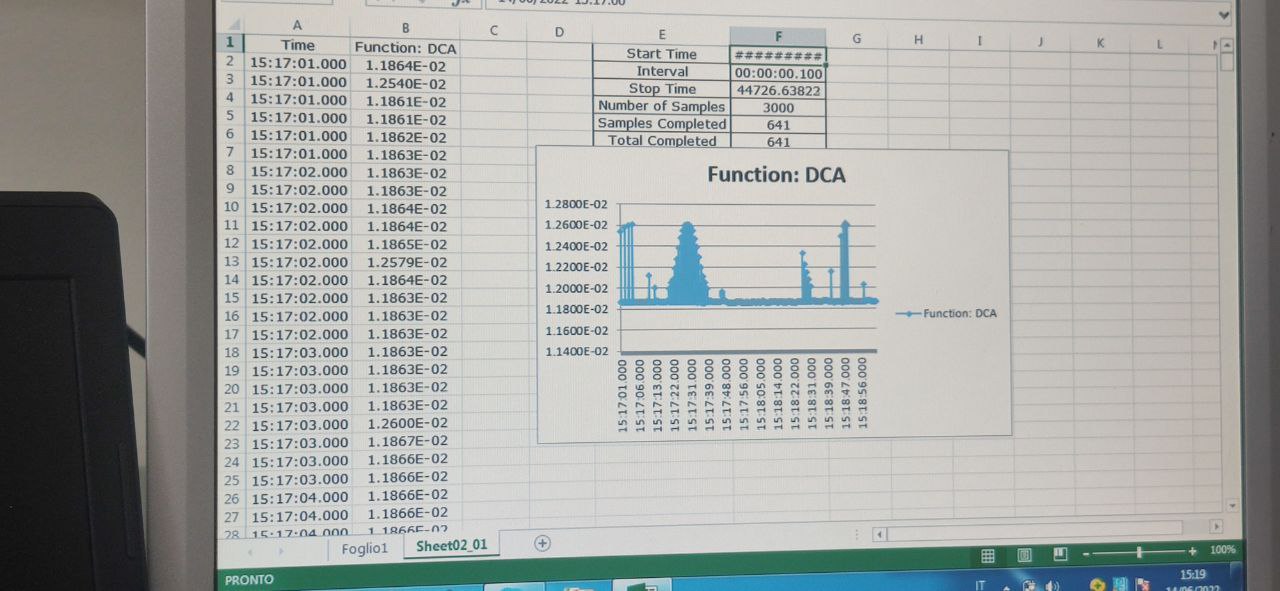 A B C D E F G H I J K L
1 Time Function: DCA Start Time #########
2 15:17:01.000 1.1864E-02 Interval 00:00:00.100
3 15:17:01.000 1.2540E-02 Stop Time 44726.63822
4 15:17:01.000 1.1861E-02 Number of Samples 3000
5 15:17:01.000 1.1861E-02 Samples Completed 641
6 15:17:01.000 1.1862E-02 Total Completed 641
7 15:17:01.000 1.1863E-02
8 15:17:02.000 1.1863E-02
9 15:17:02.000 1.1863E-02
10 15:17:02.000 1.1864E-02
11 15:17:02.000 1.1864E-02
12 15:17:02.000 1.1865E-02
13 15:17:02.000 1.2579E-02
14 15:17:02.000 1.1864E-02
15 15:17:02.000 1.1863E-02
16 15:17:02.000 1.1863E-02
17 15:17:02.000 1.1863E-02
18 15:17:03.000 1.1863E-02
19 15:17:03.000 1.1863E-02
20 15:17:03.000 1.1863E-02
21 15:17:03.000 1.1863E-02
22 15:17:03.000 1.2600E-02
23 15:17:03.000 1.1867E-02
24 15:17:03.000 1.1866E-02
25 15:17:03.000 1.1866E-02
26 15:17:04.000 1.1866E-02
27 15:17:04.000 1.1866E-02
28 15:17:04.000 1.1866E-02
Function: DCA
1.2800E-02
1.2600E-02
1.2400E-02
1.2200E-02
1.2000E-02
1.1800E-02
1.1600E-02
1.1400E-02
Function: DCA
15:17:01.000
15:17:06.000
15:17:13.000
15:17:22.000
15:17:31.000
15:17:39.000
15:17:48.000
15:17:56.000
15:18:05.000
15:18:14.000
15:18:22.000
15:18:31.000
15:18:39.000
15:18:47.000
15:18:56.000
Foglio1 Sheet02_01
PRONTO
100%
IT
15:19
14/06/2022